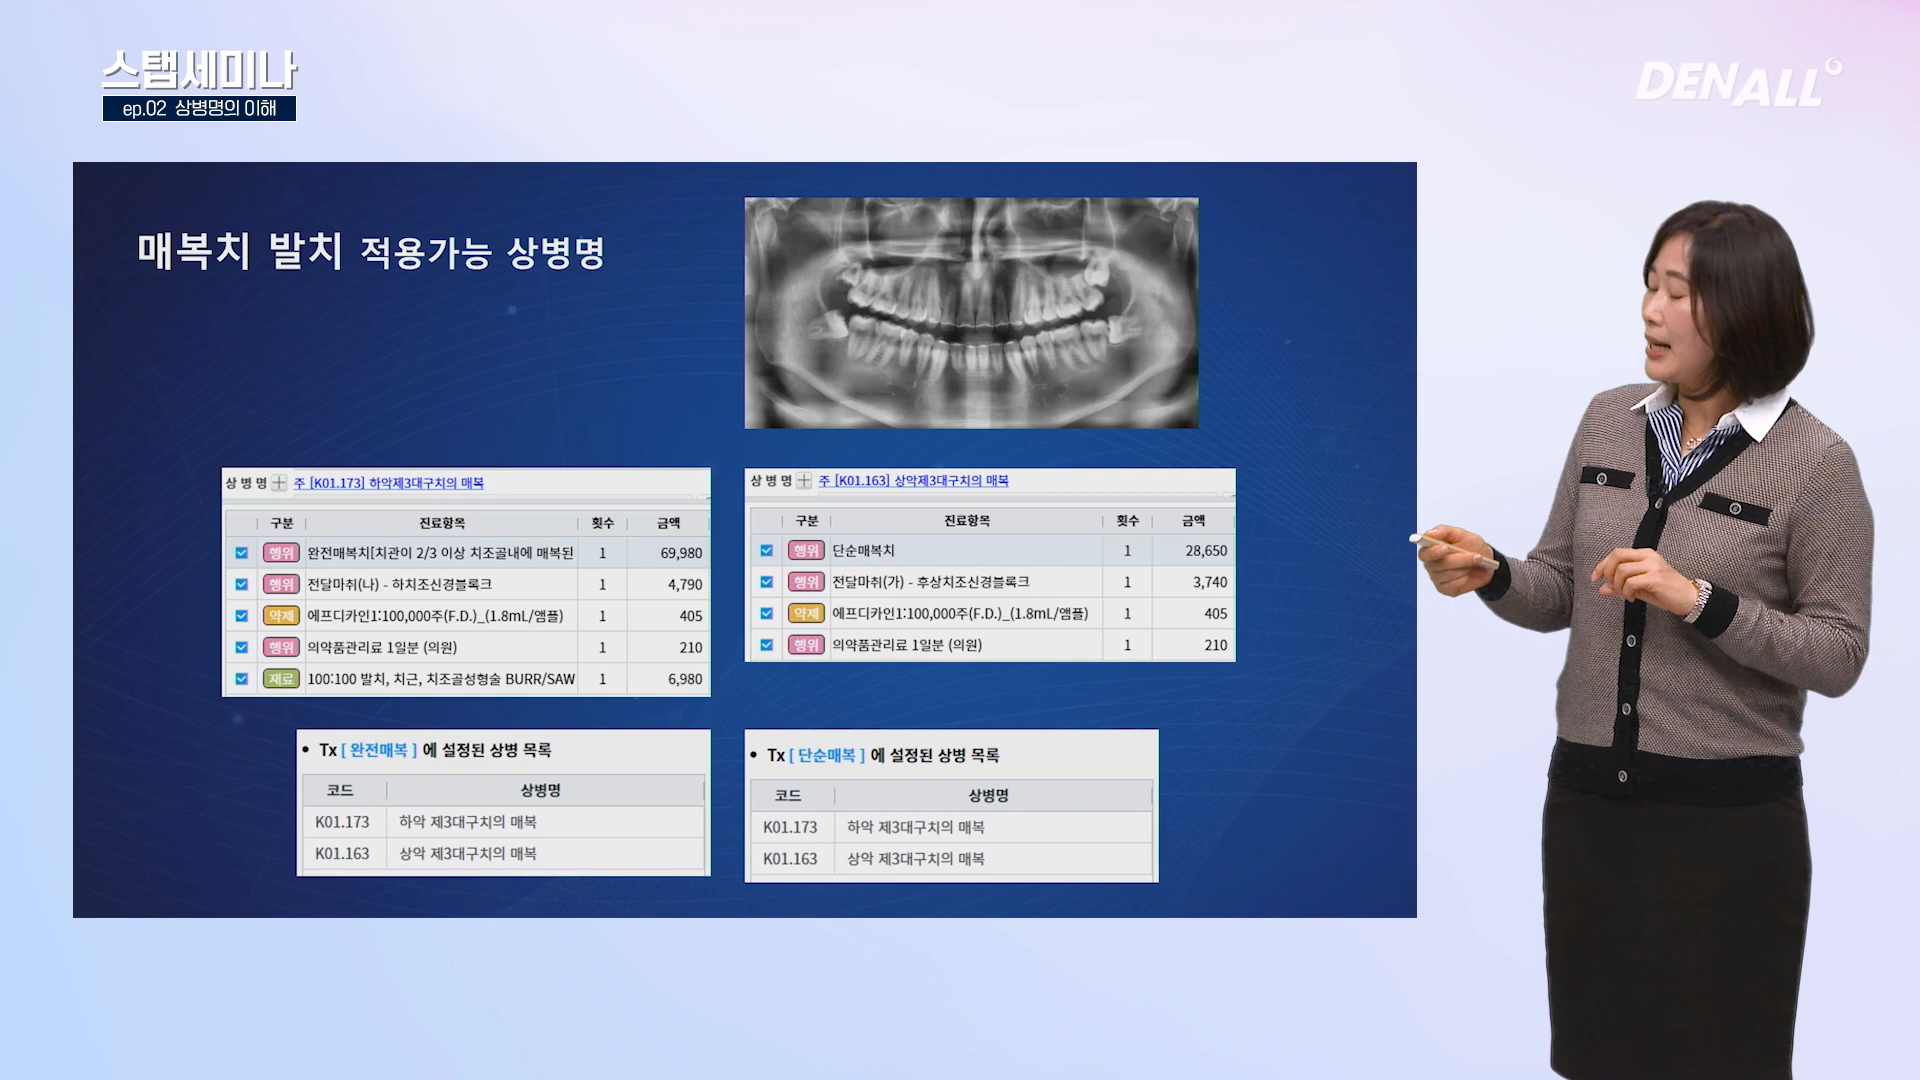 스탭세미나
ep.02 상병명의 이해
DENALL
매복치 발치 적용가능 상병명
상 병 명 주 [K01.173] 하악제3대구치의 매복
구분 진료항목 횟수 금액
행위 완전매복치[치관이 2/3 이상 치조골내에 매복된 1 69,980
행위 전달마취(나) - 하치조신경블록크 1 4,790
약제 에프디카인1:100,000주(F.D.)_(1.8mL/앰플) 1 405
행위 의약품관리료 1일분 (의원) 1 210
재료 100:100 발치, 치근, 치조골성형술 BURR/SAW 1 6,980
상 병 명 주 [K01.163] 상악제3대구치의 매복
구분 진료항목 횟수 금액
행위 단순매복치 1 28,650
행위 전달마취(가) - 후상치조신경블록크 1 3,740
약제 에프디카인1:100,000주(F.D.)_(1.8mL/앰플) 1 405
행위 의약품관리료 1일분 (의원) 1 210
• Tx [ 완전매복 ] 에 설정된 상병 목록
코드 상병명
K01.173 하악 제3대구치의 매복
K01.163 상악 제3대구치의 매복
• Tx [ 단순매복 ] 에 설정된 상병 목록
코드 상병명
K01.173 하악 제3대구치의 매복
K01.163 상악 제3대구치의 매복